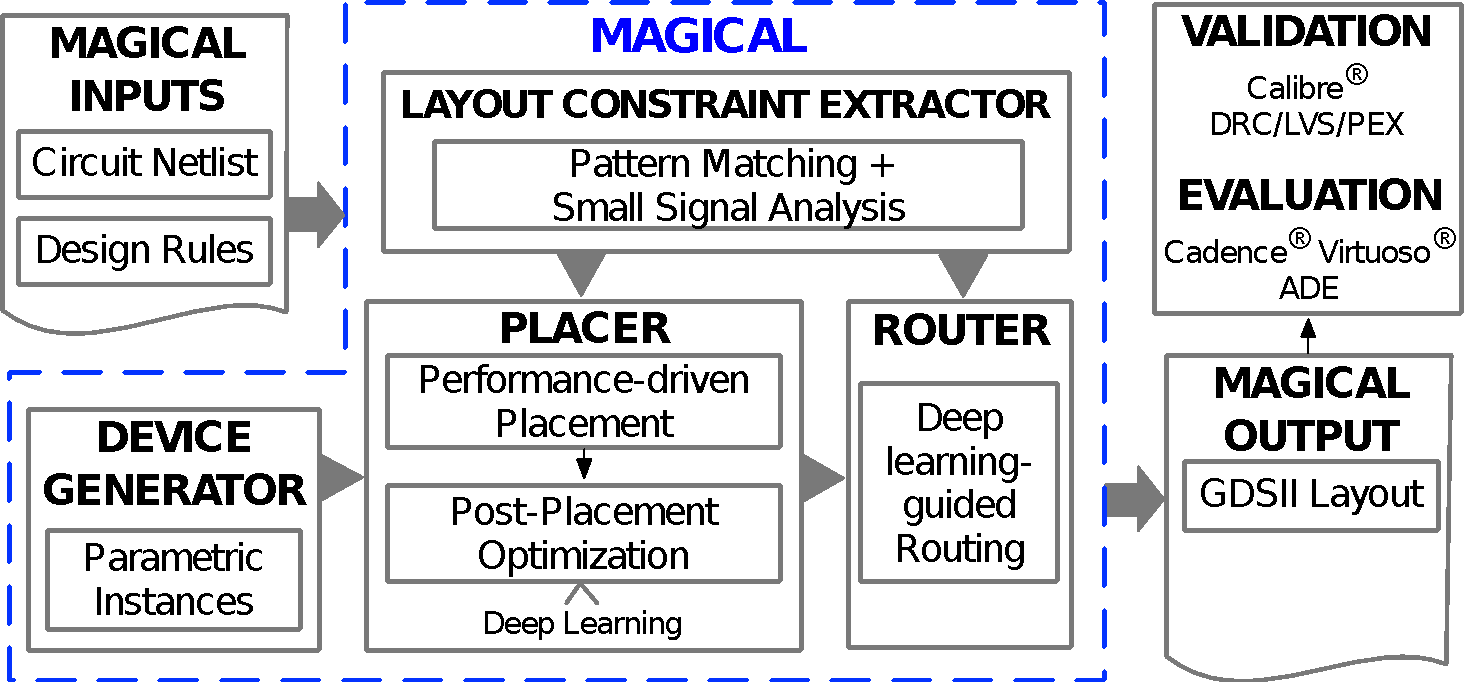 MAGICAL
INPUTS
Circuit Netlist
Design Rules
MAGICAL
LAYOUT CONSTRAINT EXTRACTOR
Pattern Matching +
Small Signal Analysis
DEVICE
GENERATOR
Parametric
Instances
PLACER
Performance-driven
Placement
Post-Placement
Optimization
Deep Learning
ROUTER
Deep
learning-
guided
Routing
VALIDATION
Calibre®
DRC/LVS/PEX
EVALUATION
Cadence® Virtuoso®
ADE
MAGICAL
OUTPUT
GDSII Layout